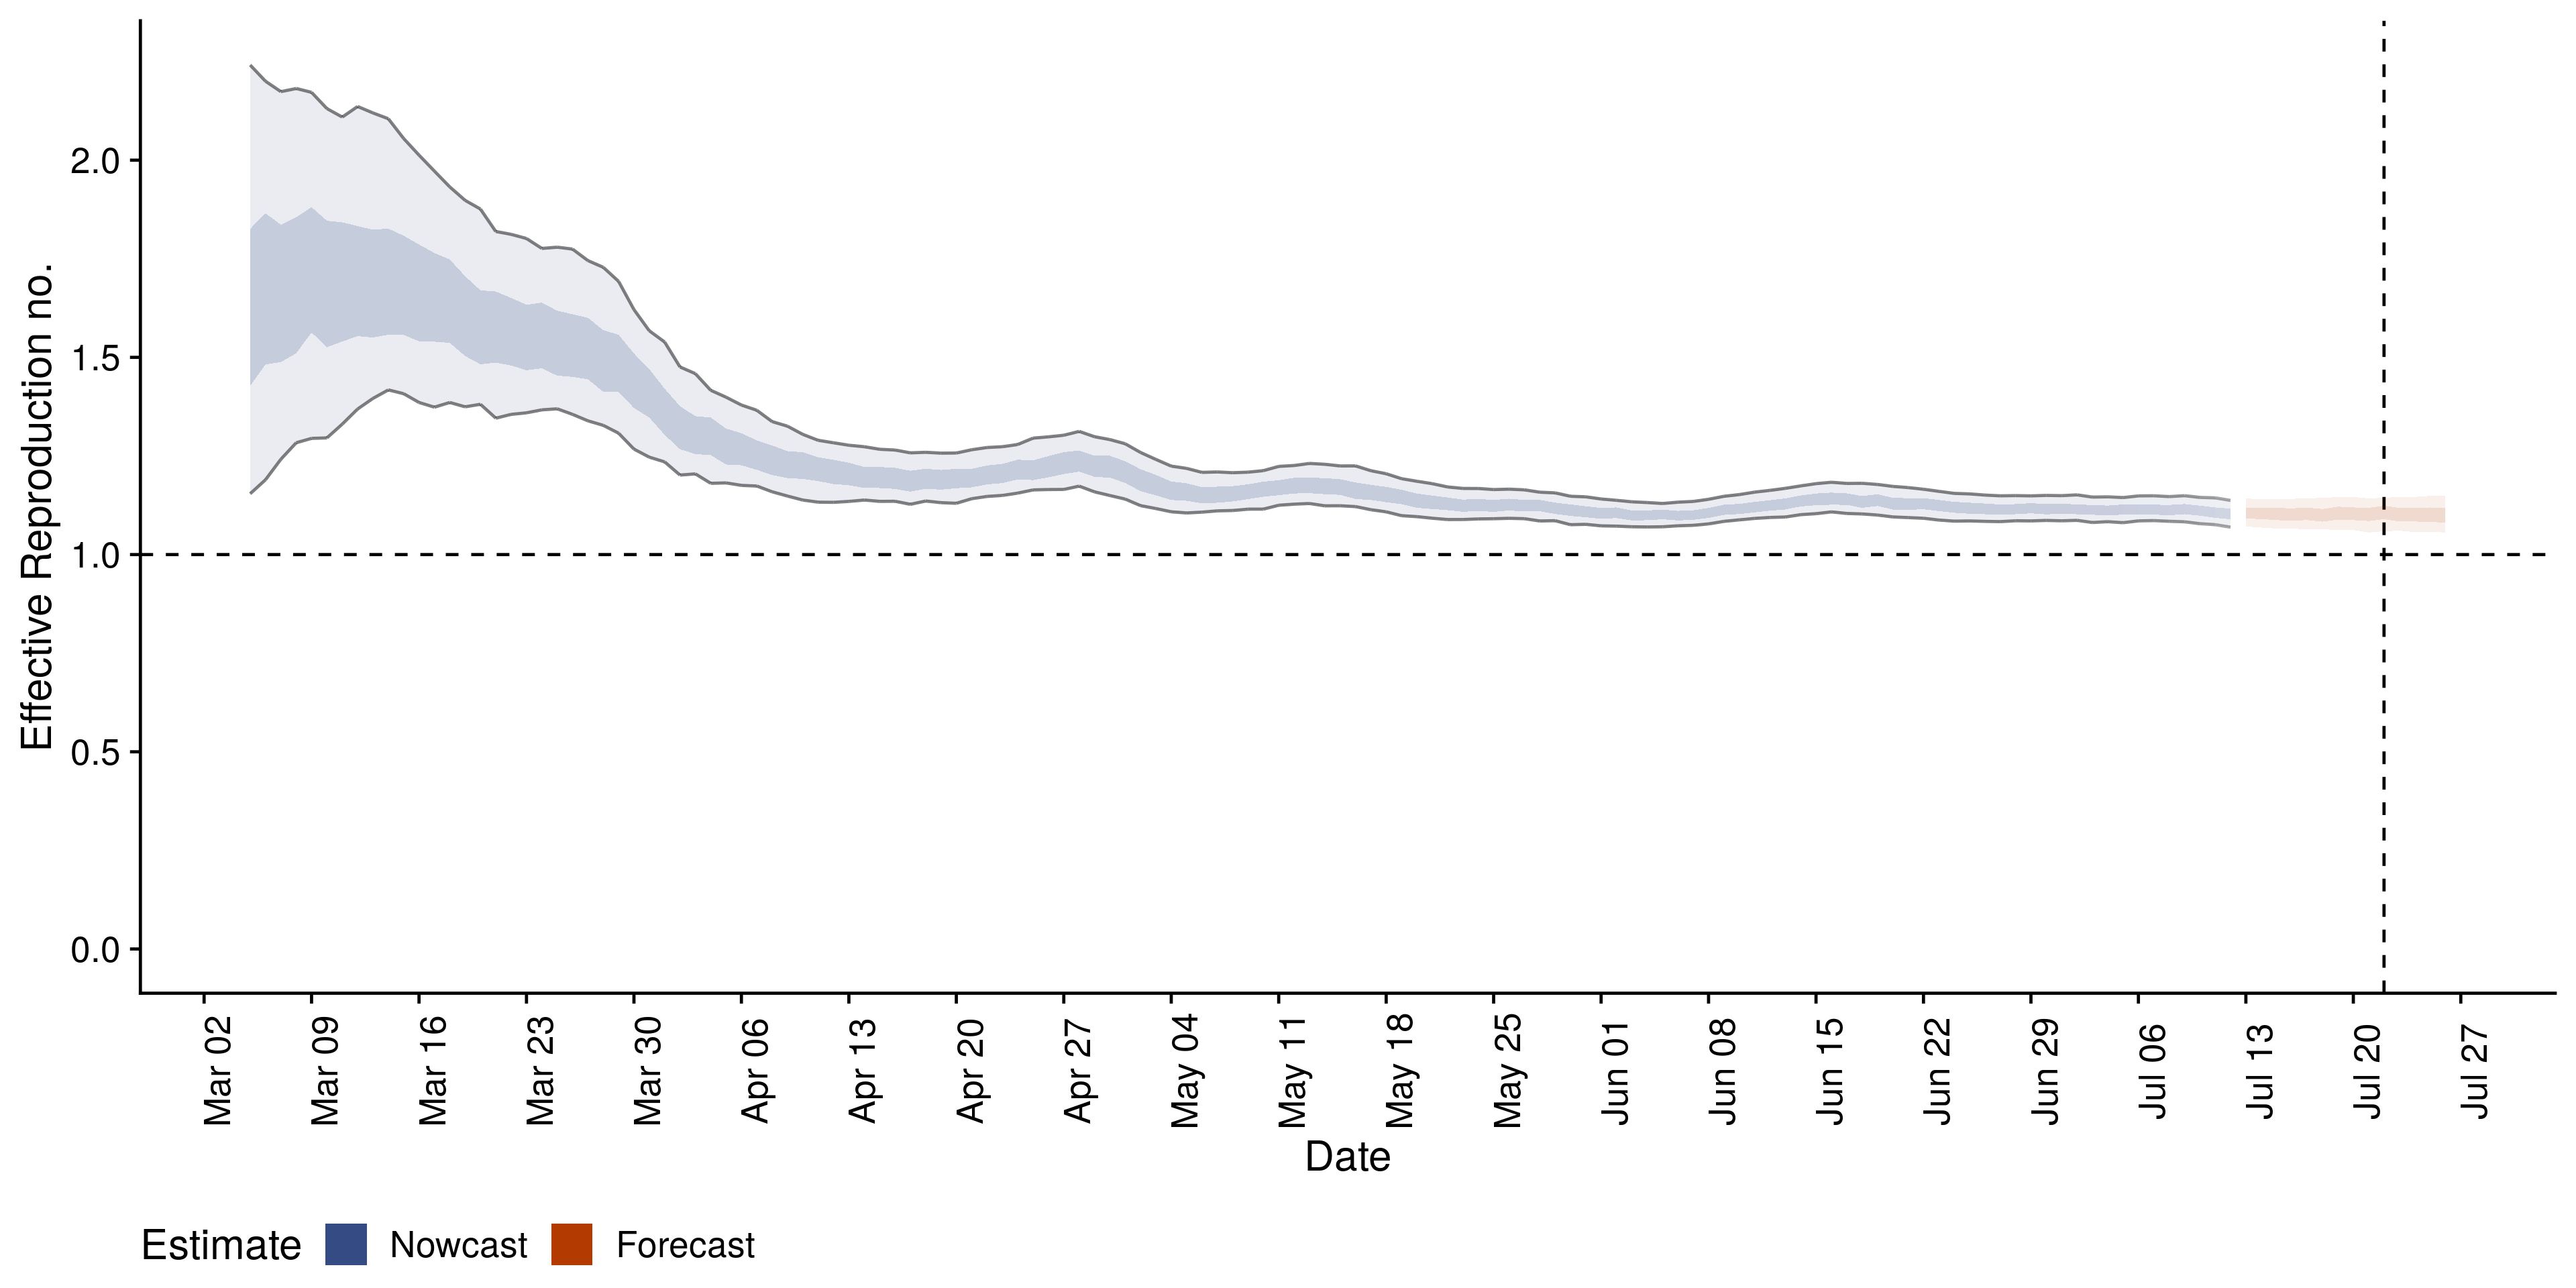 Effective Reproduction no.
2.0
1.5
1.0
0.5
0.0
Mar 02
Mar 09
Mar 16
Mar 23
Mar 30
Apr 06
Apr 13
Apr 20
Apr 27
May 04
May 11
May 18
May 25
Jun 01
Jun 08
Jun 15
Jun 22
Jun 29
Jul 06
Jul 13
Jul 20
Jul 27
Date
Estimate Nowcast Forecast